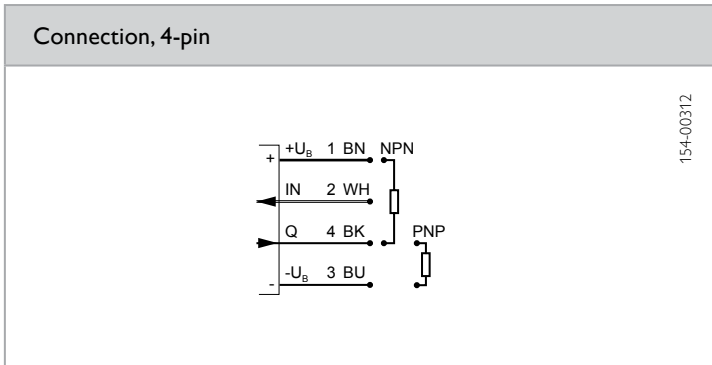 Connection, 4-pin
154-00312
+ +U_B 1 BN NPN
IN 2 WH
Q 4 BK PNP
- -U_B 3 BU